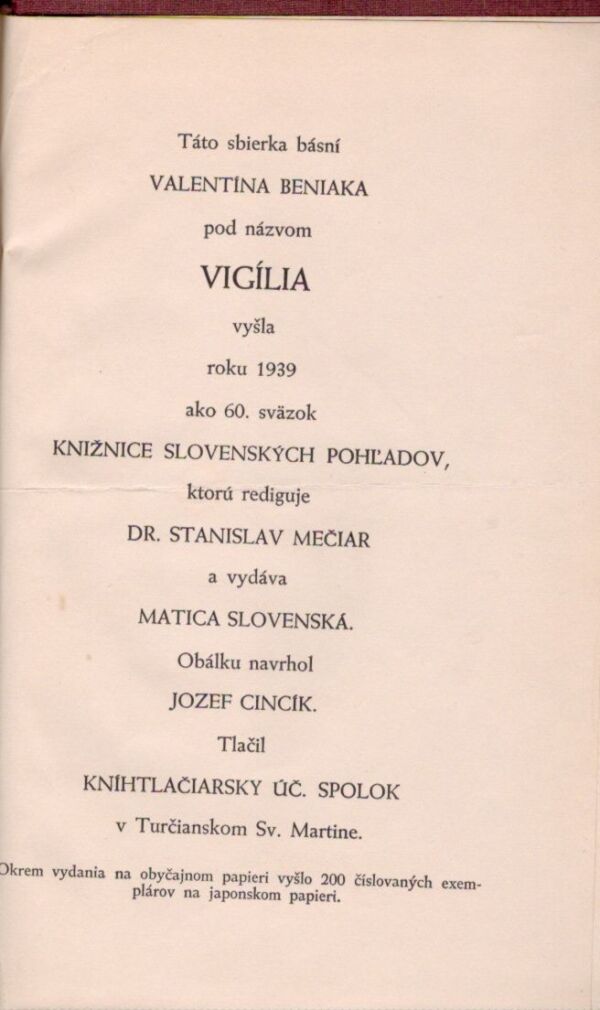 Táto sbierka básní
VALENTÍNA BENIAKA
pod názvom
VIGÍLIA
vyšla
roku 1939
ako 60. sväzok
KNIŽNICE SLOVENSKÝCH POHĽADOV,
ktorú rediguje
DR. STANISLAV MEČIAR
a vydáva
MATICA SLOVENSKÁ.
Obálku navrhol
JOZEF CINCÍK.
Tlačil
KNÍHTLAČIARSKY ÚČ. SPOLOK
v Turčianskom Sv. Martine.
Okrem vydania na obyčajnom papieri vyšlo 200 číslovaných exem-
plárov na japonskom papieri.